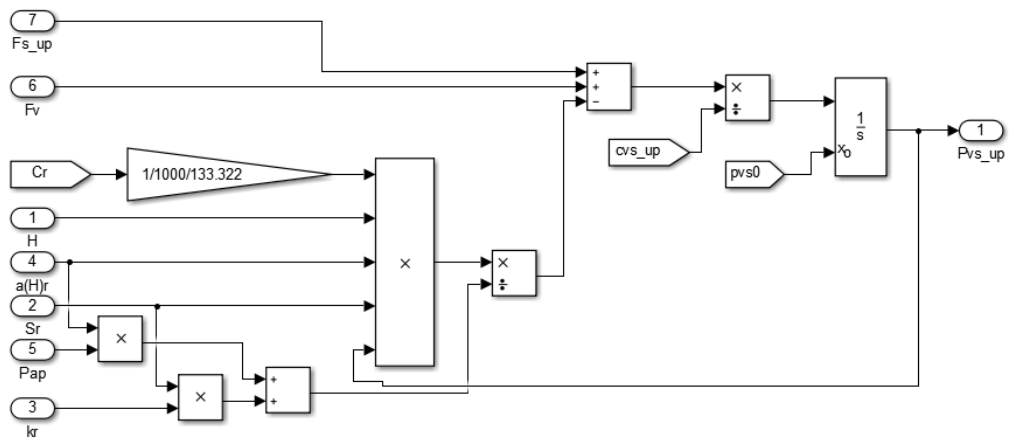 7
Fs_up
6
Fv
+
+
−
×
÷
1
s
x₀
1
Pvs_up
cvs_up
pvs0
Cr
1/1000/133.322
1
H
4
a(H)r
2
Sr
×
×
÷
×
5
Pap
×
+
+
3
kr